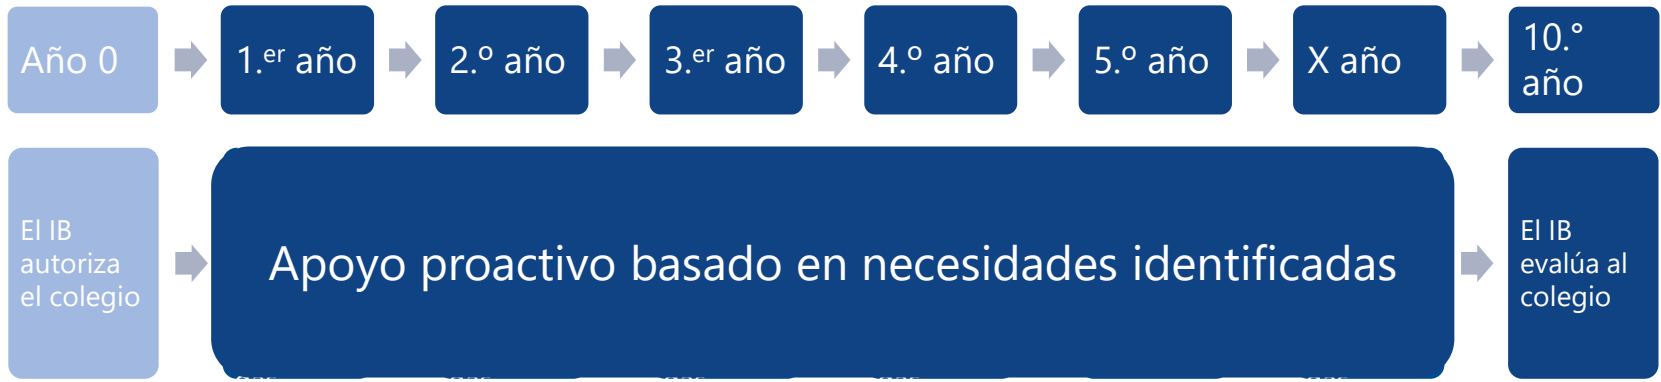 Año 0
1.er año
2.º año
3.er año
4.º año
5.º año
X año
10.°
año
El IB
autoriza
el colegio
Apoyo proactivo basado en necesidades identificadas
El IB
evalúa al
colegio